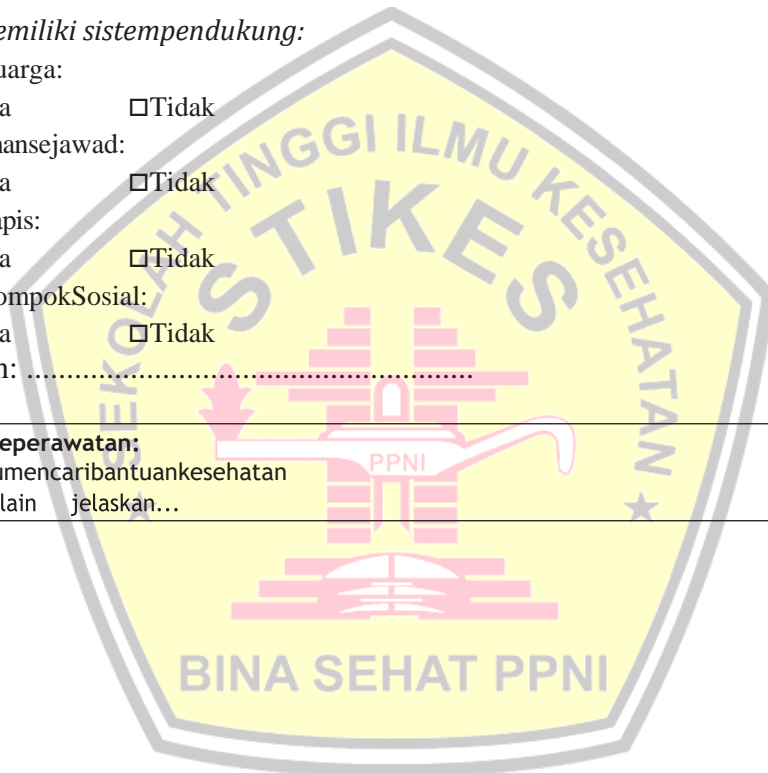 emiliki sistempendukung:
uarga:
a □Tidak
nansejawad:
a □Tidak
apis:
a □Tidak
ompokSosial:
a □Tidak
n: ........................................................
eperawatan:
umencaribantuankesehatan
lain jelaskan...
SEKOLAH TINGGI ILMU KESEHATAN
STIKES
PPNI
BINA SEHAT PPNI